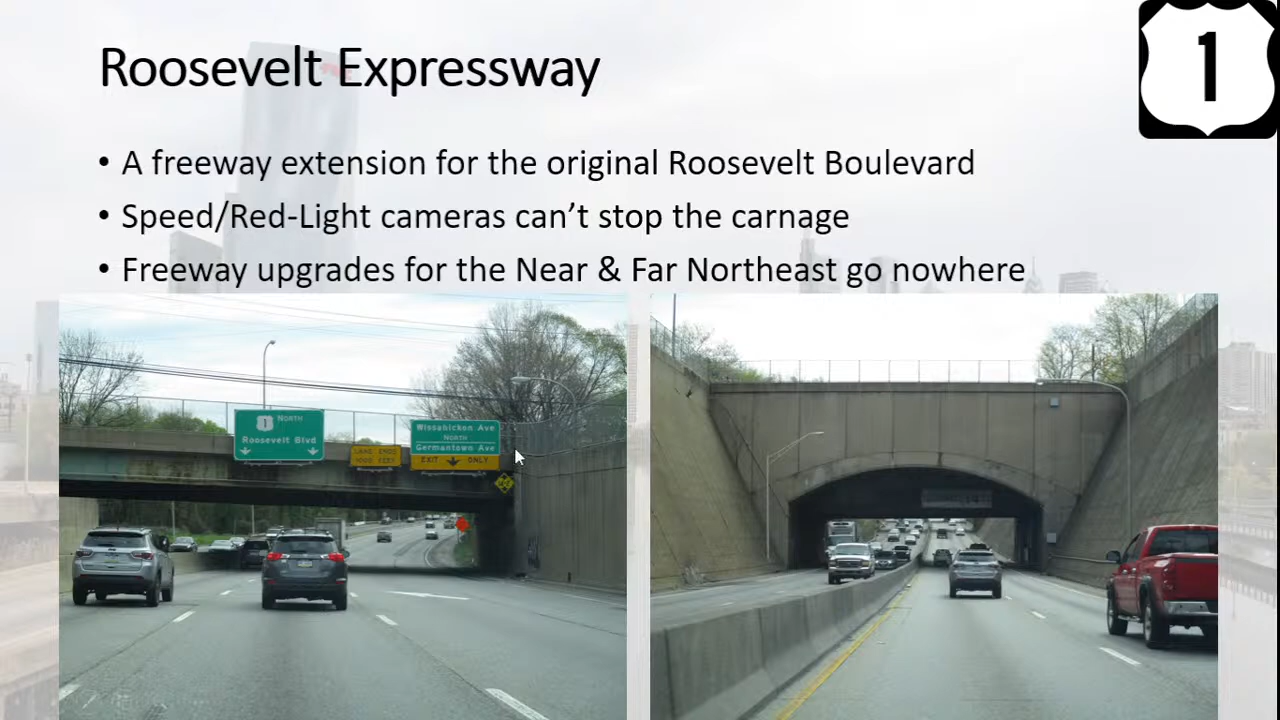 Roosevelt Expressway
1
• A freeway extension for the original Roosevelt Boulevard
• Speed/Red-Light cameras can’t stop the carnage
• Freeway upgrades for the Near & Far Northeast go nowhere
1 NORTH
Roosevelt Blvd
LANE ENDS
Wissahickon Ave
NORTH
Germantown Ave
EXIT ONLY